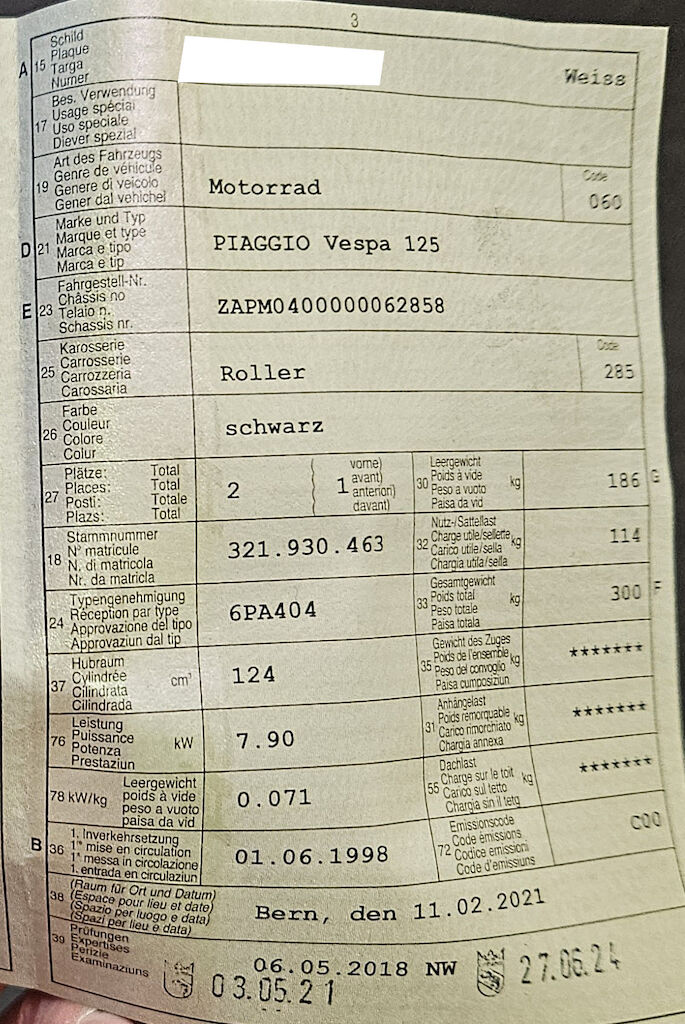 3
A 15 Schild
Plaque
Targa
Numer
Weiss
17 Bes. Verwendung
Usage spécial
Uso speciale
Diever spezial
19 Art des Fahrzeugs
Genre de véhicule
Genere di veicolo
Gener dal vehichel
Motorrad
Code
060
D 21 Marke und Typ
Marque et type
Marca e tipo
Marca e tip
PIAGGIO Vespa 125
E 23 Fahrgestell-Nr.
Châssis no
Telaio n.
Schassis nr.
ZAPM0400000062858
25 Karosserie
Carrosserie
Carrozzeria
Carossaria
Roller
Code
285
26 Farbe
Couleur
Colore
Colur
schwarz
27 Plätze: Total
Places: Total
Posti: Totale
Plazs: Total
2
1 vorne)
avant)
anteriori)
davant)
30 Leergewicht
Poids à vide kg
Peso a vuoto
Paisa da vid
186 G
18 Stammnummer
N° matricule
N. di matricola
Nr. da matricla
321.930.463
32 Nutz-/Sattellast
Charge utile/sellette kg
Carico utile/sella
Chargia utila/sella
114
24 Typengenehmigung
Réception par type
Approvazione del tipo
Approvaziun dal tip
6PA404
33 Gesamtgewicht
Poids total kg
Peso totale
Paisa totala
300 F
37 Hubraum
Cylindrée cm³
Cilindrata
Cilindrada
124
35 Gewicht des Zuges
Poids de l'ensemble kg
Peso del convoglio
Paisa cumposiziun
*******
76 Leistung
Puissance kW
Potenza
Prestaziun
7.90
31 Anhängelast
Poids remorquable kg
Carico rimorchiato
Chargia annexa
*******
78 kW/kg Leergewicht
poids à vide
peso a vuoto
paisa da vid
0.071
55 Dachlast
Charge sur le toit kg
Carico sul tetto
Chargia sin il tetg
*******
B 36 1. Inverkehrsetzung
1re mise en circulation
1a messa in circolazione
1. entrada en circulaziun
01.06.1998
72 Emissionscode
Code émissions
Codice emissioni
Code d'emissiuns
C00
38 (Raum für Ort und Datum)
(Espace pour lieu et date)
(Spazio per luogo e data)
(Spazi per lieu e data)
Bern, den 11.02.2021
39 Prüfungen
Expertises
Perizie
Examinaziuns
06.05.2018 NW
03.05.21
27.06.24